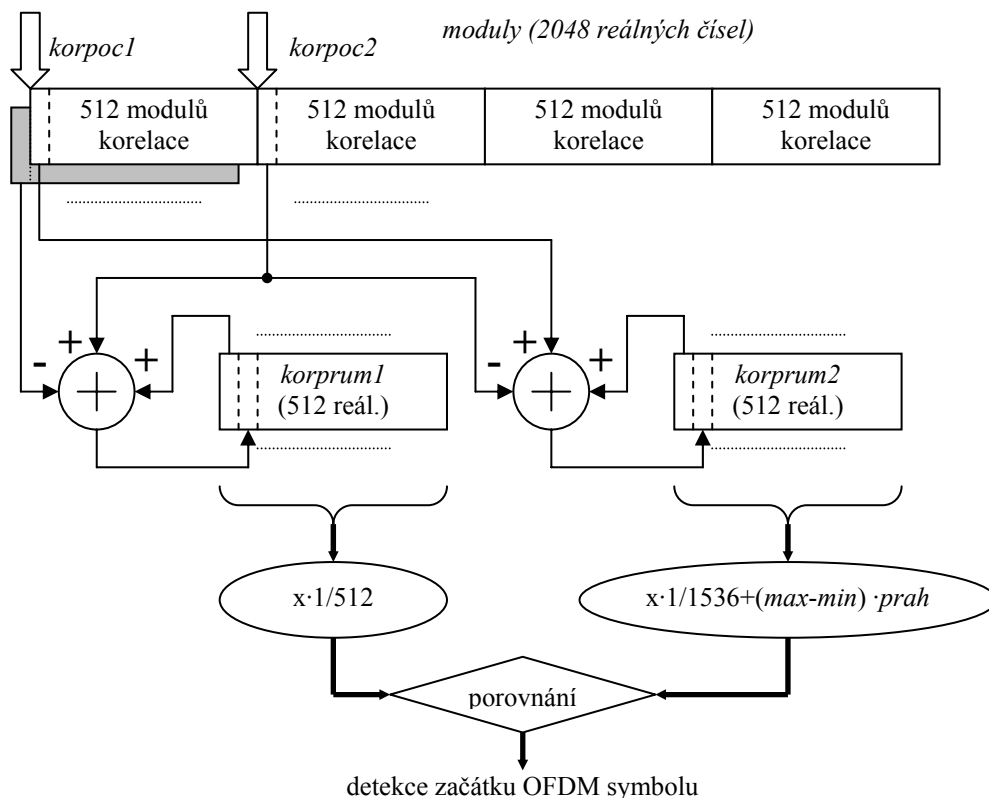 korpoc1
korpoc2
moduly (2048 reálných čísel)
512 modulů
korelace
512 modulů
korelace
512 modulů
korelace
512 modulů
korelace
-
+
+
+
korprum1
(512 reál.)
-
+
+
+
korprum2
(512 reál.)
x·1/512
x·1/1536+(max-min) ·prah
porovnání
detekce začátku OFDM symbolu